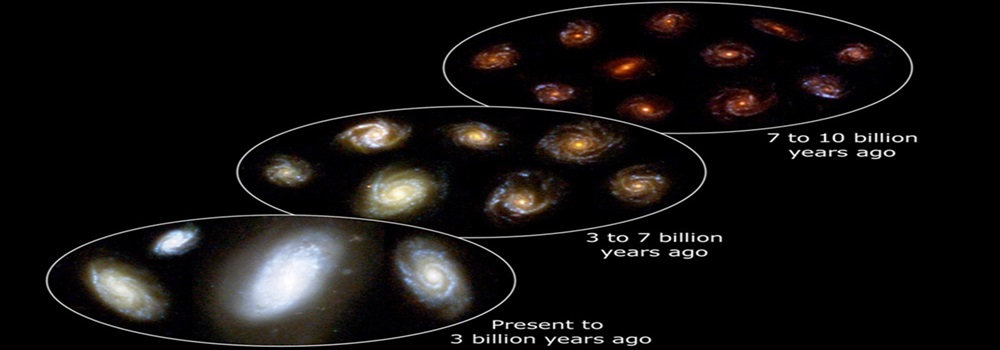 7 to 10 billion
years ago
3 to 7 billion
years ago
Present to
3 billion years ago